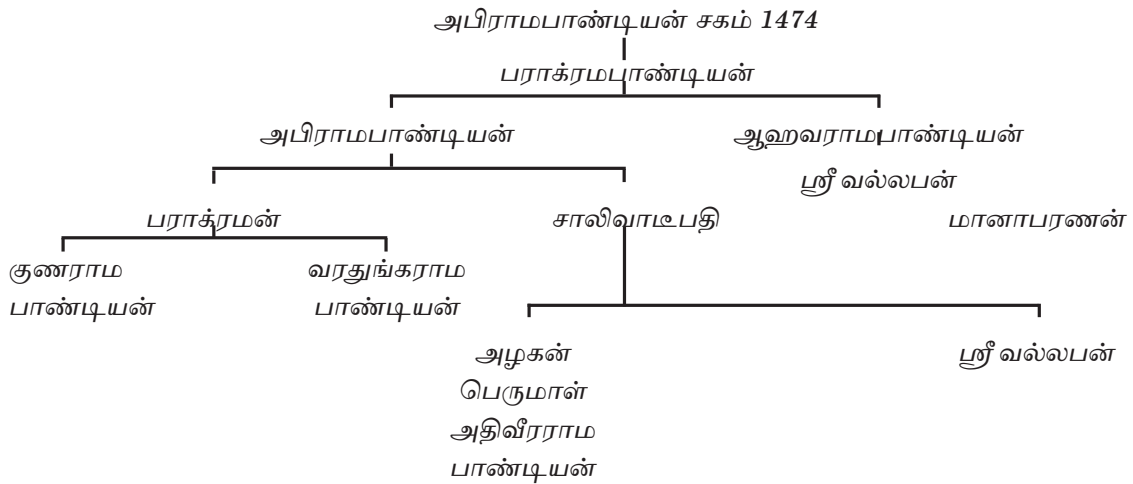 அபிராமபாண்டியன் சகம் 1474
பராக்ரமபாண்டியன்
அபிராமபாண்டியன்
ஆஹவராமபாண்டியன்
ஸ்ரீ வல்லபன்
பராக்ரமன்
சாலிவாடீபதி
மானாபரணன்
குணராம
பாண்டியன்
வரதுங்கராம
பாண்டியன்
அழகன்
பெருமாள்
அதிவீரராம
பாண்டியன்
ஸ்ரீ வல்லபன்